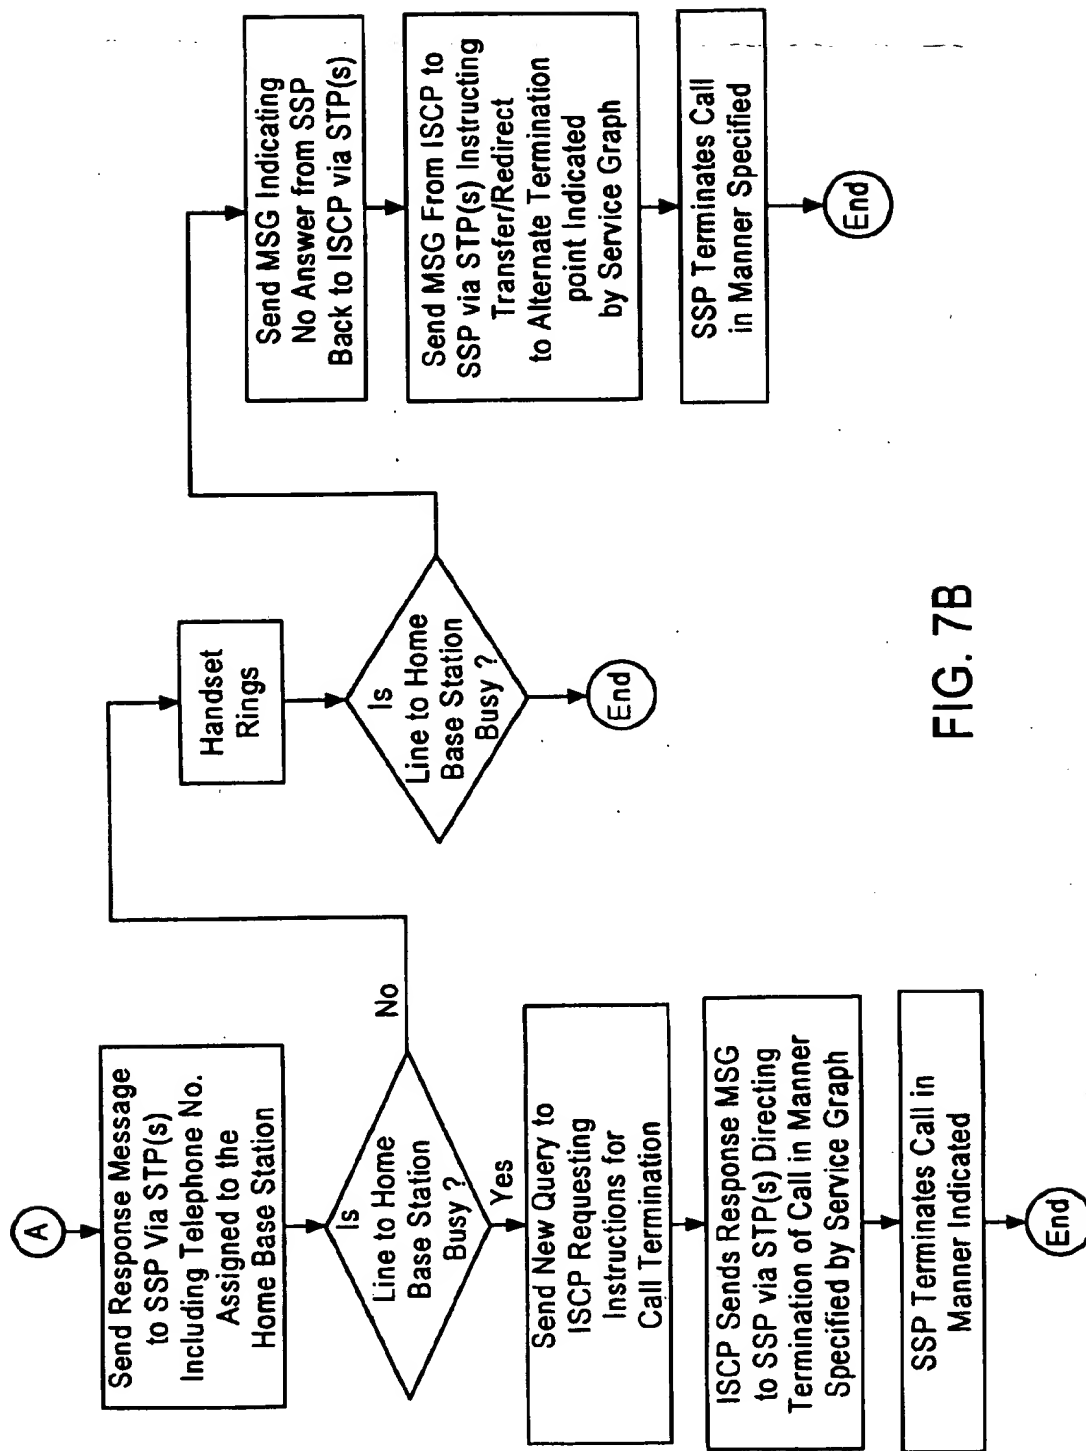 A
Send Response Message
to SSP Via STP(s)
Including Telephone No.
Assigned to the
Home Base Station
Is
Line to Home
Base Station
Busy ?
No
Yes
Send New Query to
ISCP Requesting
Instructions for
Call Termination
ISCP Sends Response MSG
to SSP via STP(s) Directing
Termination of Call in Manner
Specified by Service Graph
SSP Terminates Call in
Manner Indicated
End
Handset
Rings
Is
Line to Home
Base Station
Busy ?
End
Send MSG Indicating
No Answer from SSP
Back to ISCP via STP(s)
Send MSG From ISCP to
SSP via STP(s) Instructing
Transfer/Redirect
to Alternate Termination
point Indicated
by Service Graph
SSP Terminates Call
in Manner Specified
End
FIG. 7B